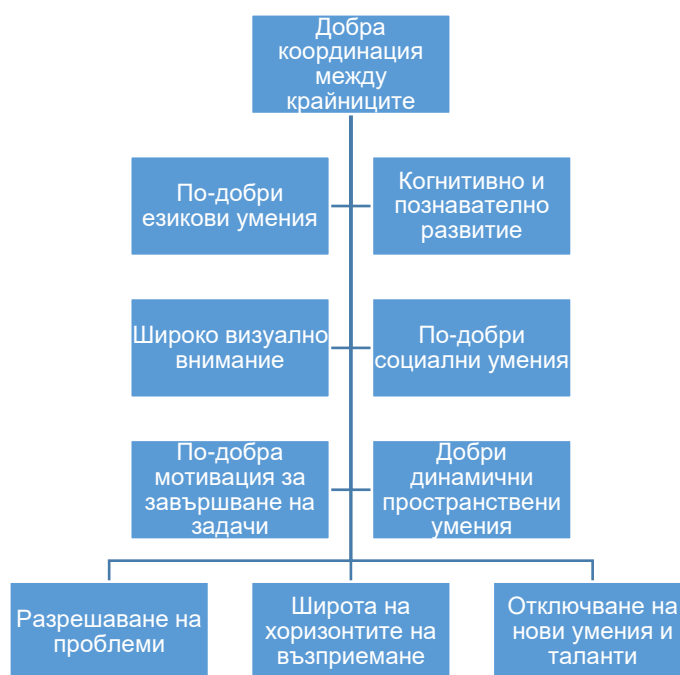 Добра
координация
между
крайниците
По-добри
езикови умения
Когнитивно и
познавателно
развитие
Широко визуално
внимание
По-добри
социални умения
По-добра
мотивация за
завършване на
задачи
Добри
динамични
пространствени
умения
Разрешаване на
проблеми
Широта на
хоризонтите на
възприемане
Отключване на
нови умения и
таланти